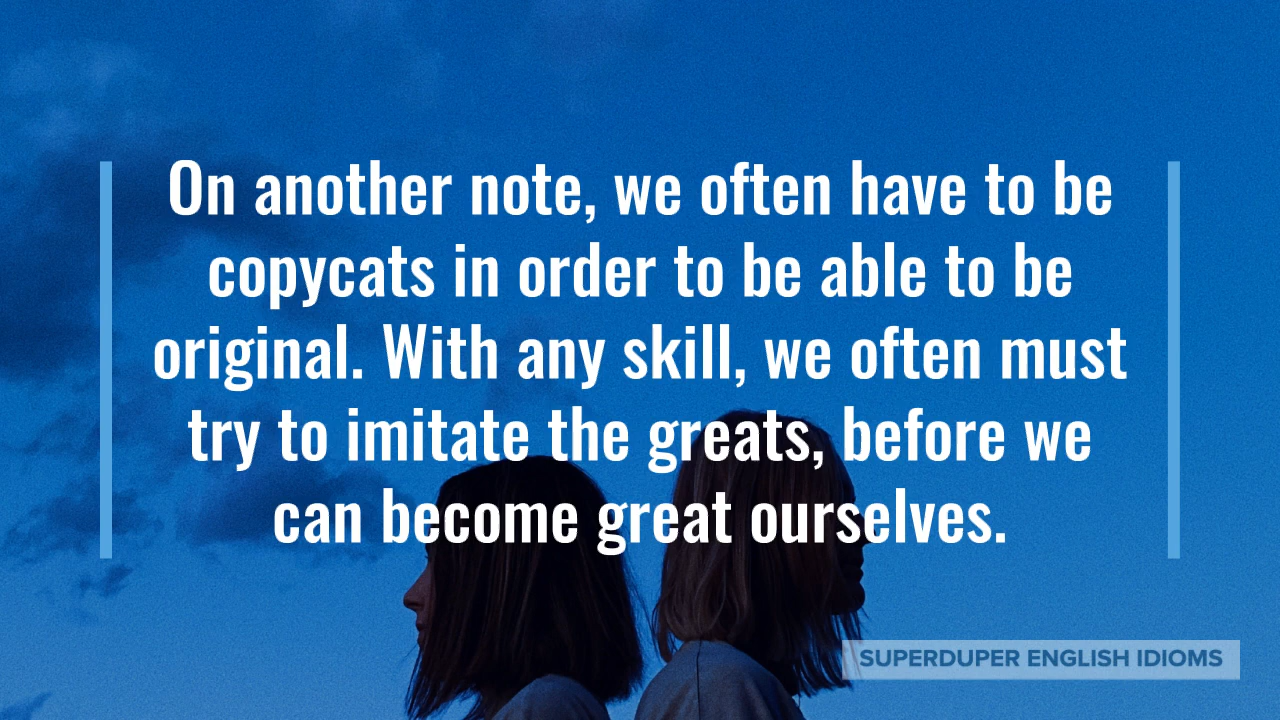 On another note, we often have to be
copycats in order to be able to be
original. With any skill, we often must
try to imitate the greats, before we
can become great ourselves.
SUPERDUPER ENGLISH IDIOMS